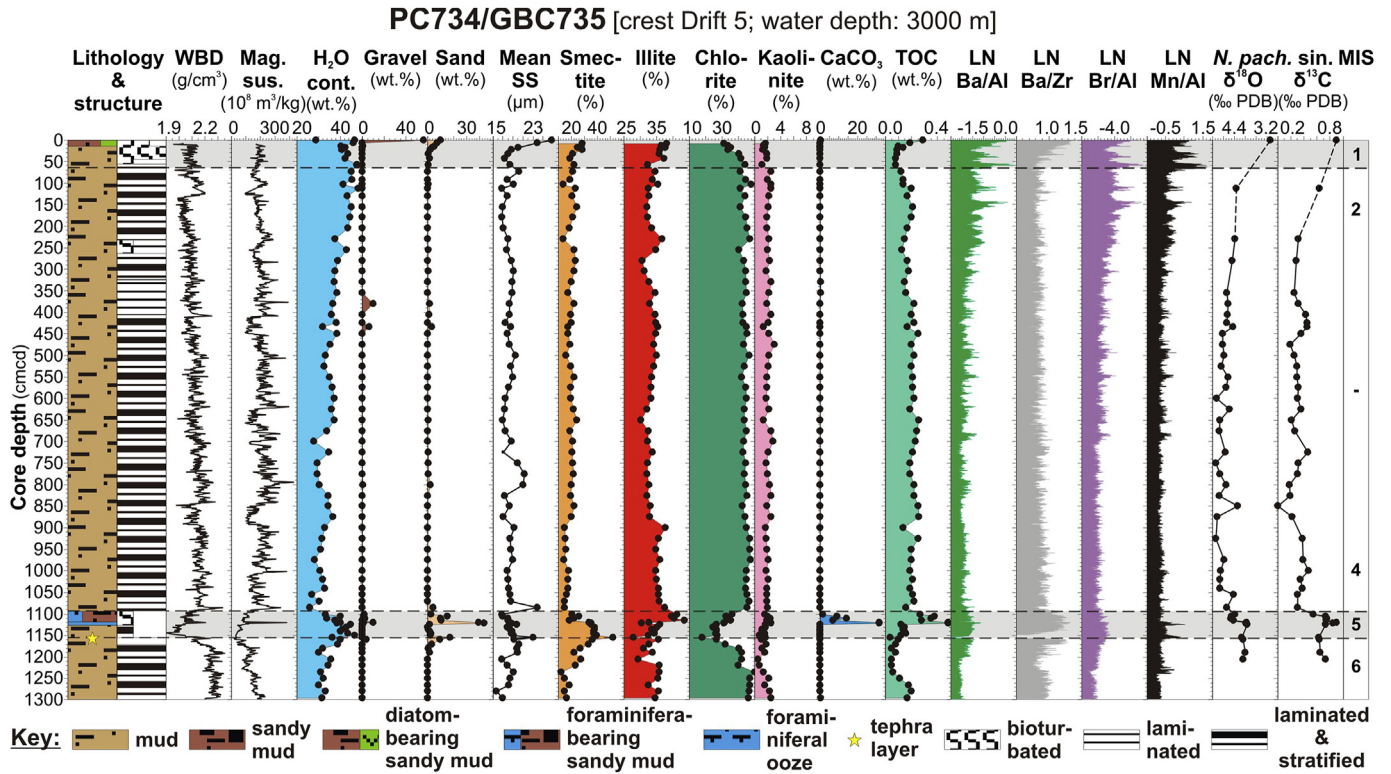 PC734/GBC735 [crest Drift 5; water depth: 3000 m]
Lithology & structure
WBD (g/cm³)
Mag. sus. (10⁸ m³/kg)
H₂O cont. (wt.%)
Gravel (wt.%)
Sand (wt.%)
Mean SS (µm)
Smec-tite (%)
Illite (%)
Chlo-rite (%)
Kaoli-nite (%)
CaCO₃ (wt.%)
TOC (wt.%)
LN Ba/Al
LN Ba/Zr
LN Br/Al
LN Mn/Al
N. pach. sin.
δ¹⁸O (‰ PDB)
δ¹³C (‰ PDB)
MIS
1.9 2.2 0 300 20 40 0 40 0 30 15 23 20 40 25 35 10 30 0 4 8 0 20 0.0 0.4 -1.5 0.0 1.0 1.5 -4.0 -0.5 1.5 4.4 3.2 0.2 0.8
Core depth (cmcd)
0
50
100
150
200
250
300
350
400
450
500
550
600
650
700
750
800
850
900
950
1000
1050
1100
1150
1200
1250
1300
1
2
-
4
5
6
Key:
mud
sandy mud
diatom-bearing sandy mud
foraminifera-bearing sandy mud
forami-niferal ooze
tephra layer
biotur-bated
lami-nated
laminated & stratified